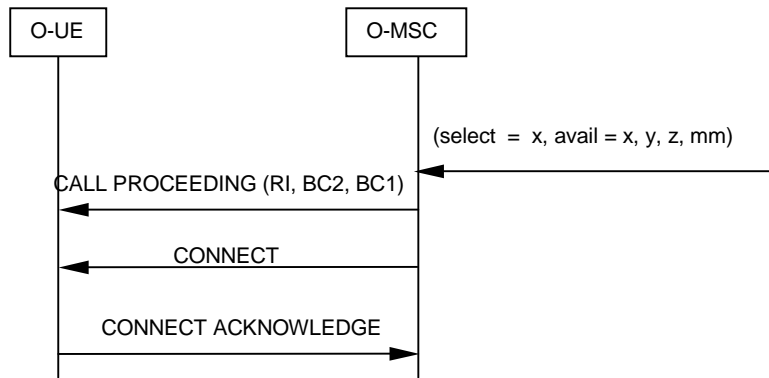 O-UE
O-MSC
(select = x, avail = x, y, z, mm)
CALL PROCEEDING (RI, BC2, BC1)
CONNECT
CONNECT ACKNOWLEDGE